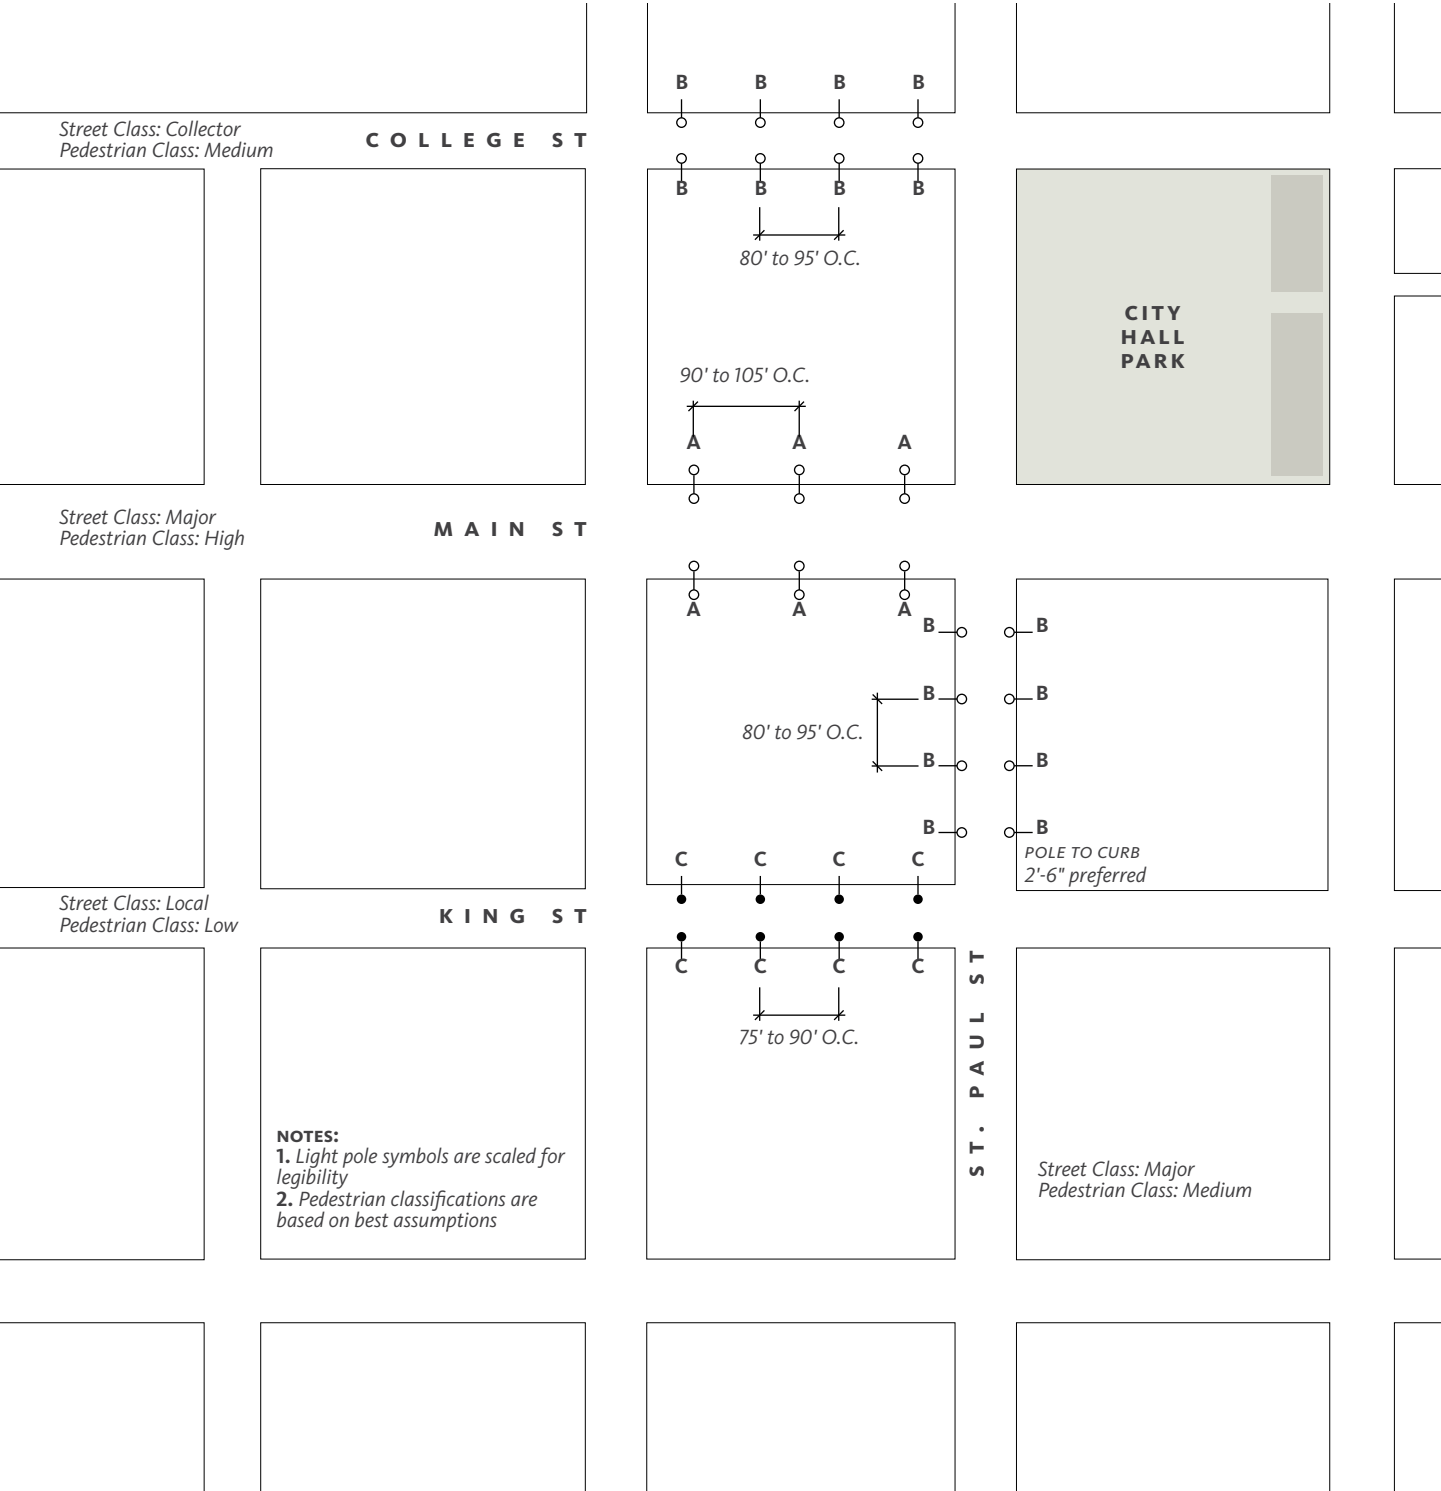 B B B B
Street Class: Collector
Pedestrian Class: Medium
COLLEGE ST
B B B B
80' to 95' O.C.
CITY
HALL
PARK
90' to 105' O.C.
A A A
Street Class: Major
Pedestrian Class: High
MAIN ST
A A A
B B
B B
80' to 95' O.C.
B B
B B
POLE TO CURB
2'-6" preferred
C C C C
Street Class: Local
Pedestrian Class: Low
KING ST
C C C C
75' to 90' O.C.
ST. PAUL ST
NOTES:
1. Light pole symbols are scaled for
legibility
2. Pedestrian classifications are
based on best assumptions
Street Class: Major
Pedestrian Class: Medium